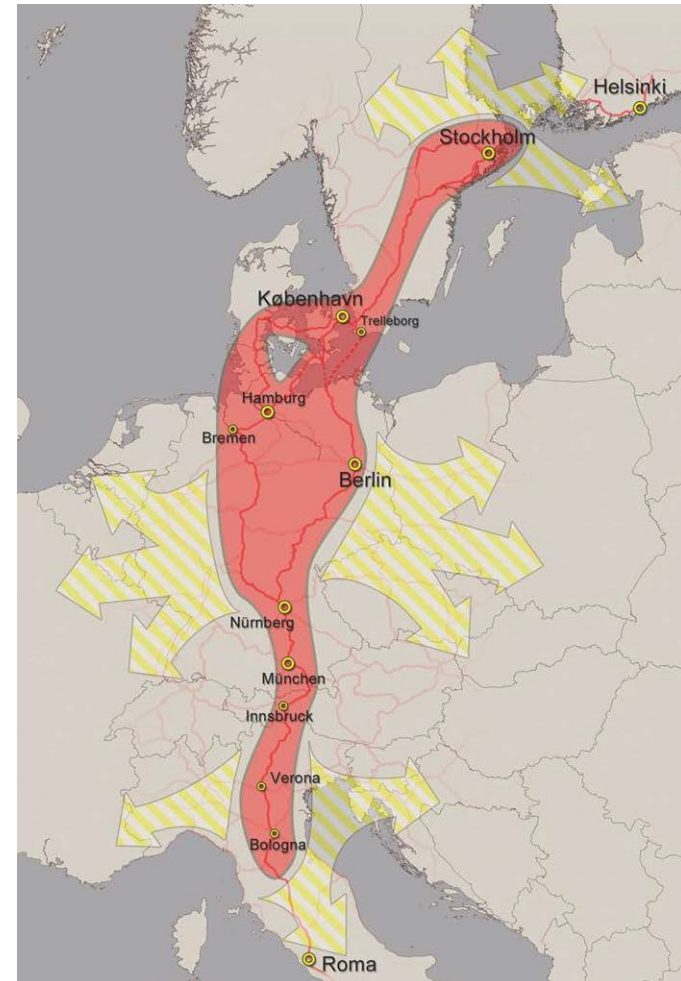 Helsinki
Stockholm
København
Trelleborg
Hamburg
Bremen
Berlin
Nürnberg
München
Innsbruck
Verona
Bologna
Roma